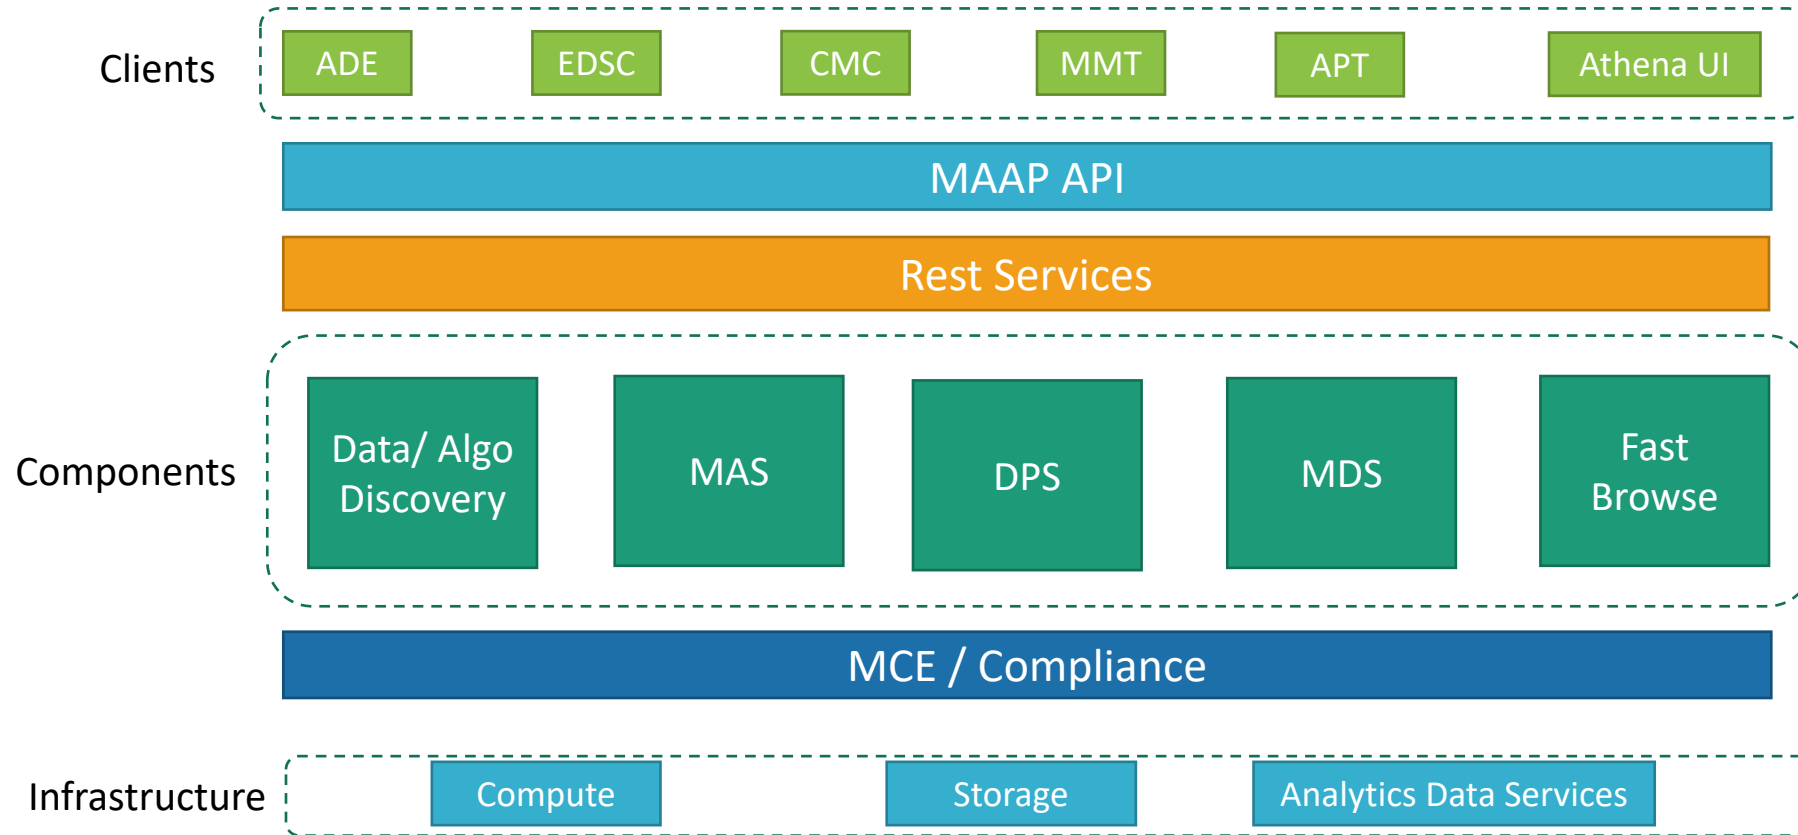 Clients
ADE
EDSC
CMC
MMT
APT
Athena UI
MAAP API
Rest Services
Components
Data/ Algo
Discovery
MAS
DPS
MDS
Fast
Browse
MCE / Compliance
Infrastructure
Compute
Storage
Analytics Data Services